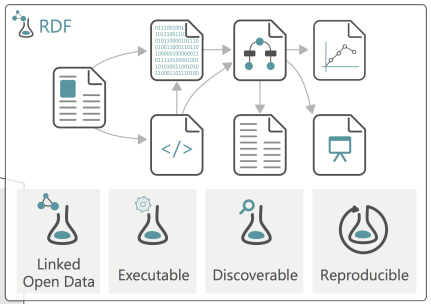 RDF
</>
Linked
Open Data
Executable
Discoverable
Reproducible